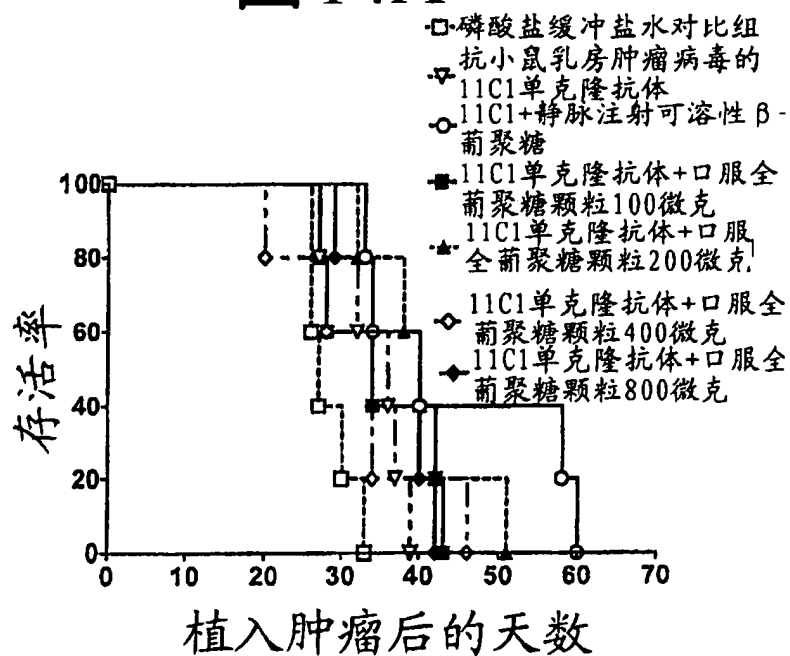 磷酸盐缓冲盐水对比组
抗小鼠乳房肿瘤病毒的
11C1单克隆抗体
11C1+静脉注射可溶性β-
葡聚糖
11C1单克隆抗体+口服全
葡聚糖颗粒100微克
11C1单克隆抗体+口服
全葡聚糖颗粒200微克
11C1单克隆抗体+口服全
葡聚糖颗粒400微克
11C1单克隆抗体+口服全
葡聚糖颗粒800微克
存活率
100
80
60
40
20
0
0 10 20 30 40 50 60 70
植入肿瘤后的天数